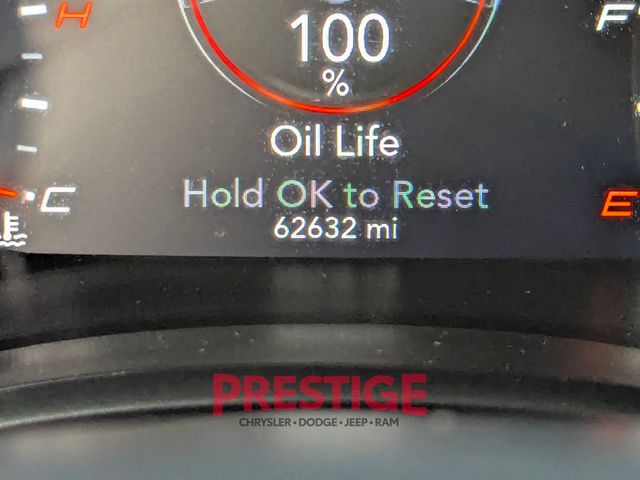 H
F
100
%
Oil Life
Hold OK to Reset
C
E
62632 mi
PRESTIGE
CHRYSLER • DODGE • JEEP • RAM